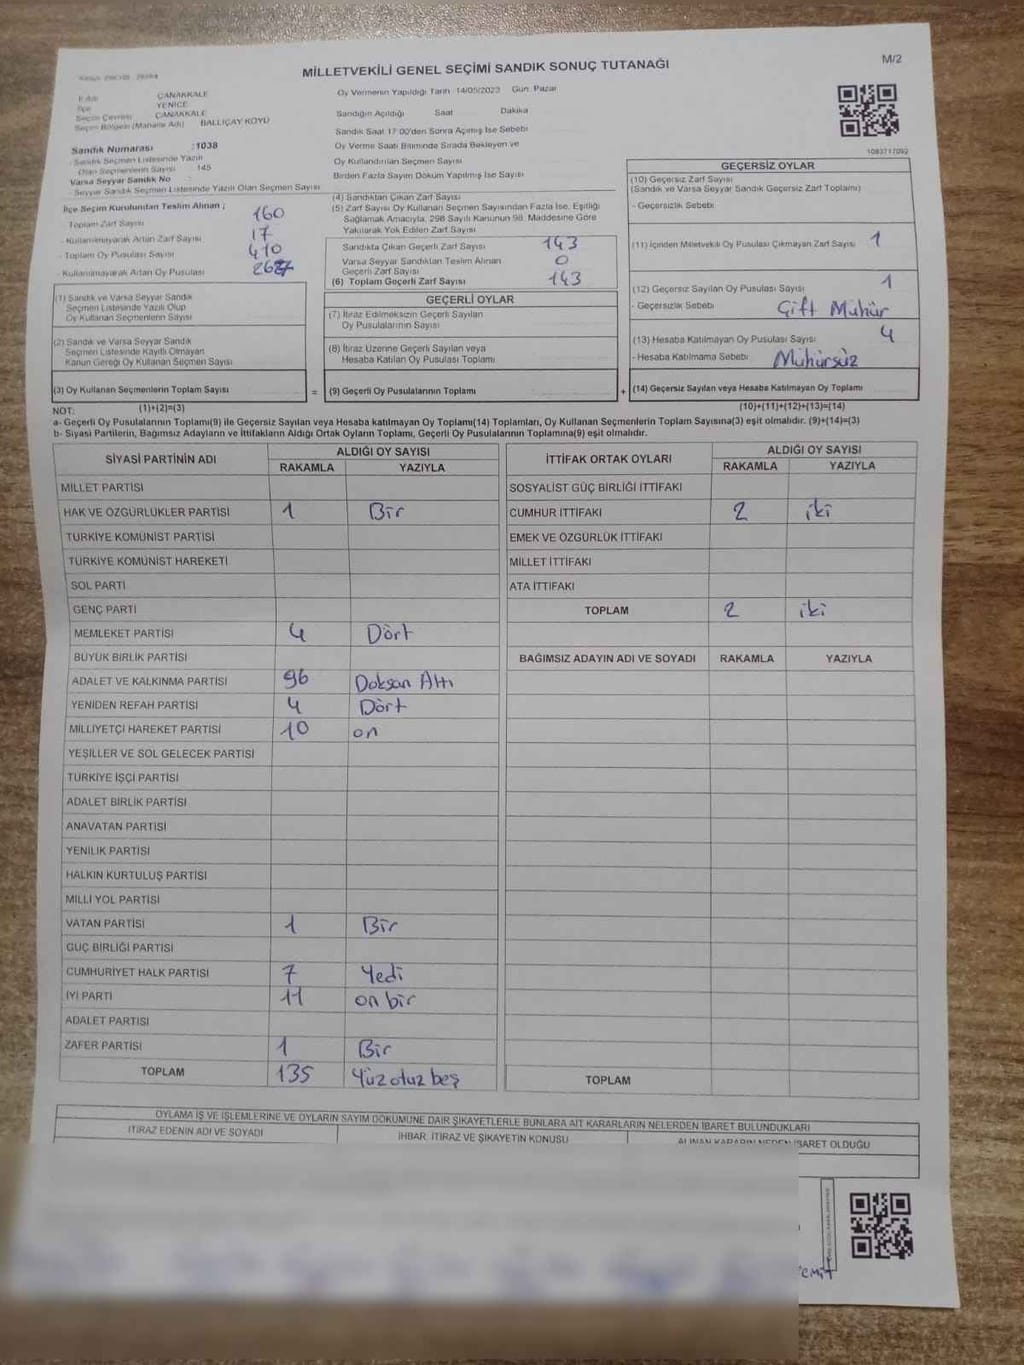 MİLLETVEKİLİ GENEL SEÇİMİ SANDIK SONUÇ TUTANAĞI
M/2
İl Adı ÇANAKKALE
İlçe YENİCE
Seçim Çevresi ÇANAKKALE
Seçim Bölgesi (Mahalle Adı) BALLIÇAY KÖYÜ
Sandık Numarası : 1038
Sandık Seçmen Listesinde Yazılı
Olan Seçmenlerin Sayısı 145
Varsa Seyyar Sandık No :
Seyyar Sandık Seçmen Listesinde Yazılı Olan Seçmen Sayısı
Oy Vermenin Yapıldığı Tarih 14/05/2023 Gün: Pazar
Sandığın Açıldığı Saat Dakika
Sandık Saat 17:00'den Sonra Açılmış İse Sebebi
Oy Verme Saati Bitiminde Sırada Bekleyen ve
Oy Kullandırılan Seçmen Sayısı
Birden Fazla Sayım Döküm Yapılmış İse Sayısı
1083717092
İlçe Seçim Kurulundan Teslim Alınan ;
- Toplam Zarf Sayısı 160
- Kullanılmayarak Artan Zarf Sayısı 17
- Toplam Oy Pusulası Sayısı 410
- Kullanılmayarak Artan Oy Pusulası
(4) Sandıktan Çıkan Zarf Sayısı
(5) Zarf Sayısı Oy Kullanan Seçmen Sayısından Fazla İse, Eşitliği
Sağlamak Amacıyla, 298 Sayılı Kanunun 98. Maddesine Göre
Yakılarak Yok Edilen Zarf Sayısı
Sandıkta Çıkan Geçerli Zarf Sayısı 143
Varsa Seyyar Sandıktan Teslim Alınan
Geçerli Zarf Sayısı 0
(6) Toplam Geçerli Zarf Sayısı 143
GEÇERSİZ OYLAR
(10) Geçersiz Zarf Sayısı
(Sandık ve Varsa Seyyar Sandık Geçersiz Zarf Toplamı)
- Geçersizlik Sebebi
(11) İçinden Milletvekili Oy Pusulası Çıkmayan Zarf Sayısı 1
(12) Geçersiz Sayılan Oy Pusulası Sayısı 1
- Geçersizlik Sebebi Çift Mühür
(13) Hesaba Katılmayan Oy Pusulası Sayısı 4
- Hesaba Katılmama Sebebi Mühürsüz
(14) Geçersiz Sayılan veya Hesaba Katılmayan Oy Toplamı
(1) Sandık ve Varsa Seyyar Sandık
Seçmen Listesinde Yazılı Olup
Oy Kullanan Seçmenlerin Sayısı
(2) Sandık ve Varsa Seyyar Sandık
Seçmen Listesinde Kayıtlı Olmayan
Kanun Gereği Oy Kullanan Seçmen Sayısı
(3) Oy Kullanan Seçmenlerin Toplam Sayısı
=
GEÇERLİ OYLAR
(7) İtiraz Edilmeksizin Geçerli Sayılan
Oy Pusulalarının Sayısı
(8) İtiraz Üzerine Geçerli Sayılan veya
Hesaba Katılan Oy Pusulası Toplamı
(9) Geçerli Oy Pusulalarının Toplamı
+
NOT: (1)+(2)=(3) (10)+(11)+(12)+(13)=(14)
a- Geçerli Oy Pusulalarının Toplamı(9) ile Geçersiz Sayılan veya Hesaba katılmayan Oy Toplamı(14) Toplamları, Oy Kullanan Seçmenlerin Toplam Sayısına(3) eşit olmalıdır. (9)+(14)=(3)
b- Siyasi Partilerin, Bağımsız Adayların ve İttifakların Aldığı Ortak Oyların Toplamı, Geçerli Oy Pusulalarının Toplamına(9) eşit olmalıdır.
SİYASİ PARTİNİN ADI ALDIĞI OY SAYISI
RAKAMLA YAZIYLA
MİLLET PARTİSİ
HAK VE ÖZGÜRLÜKLER PARTİSİ 1 Bir
TÜRKİYE KOMÜNİST PARTİSİ
TÜRKİYE KOMÜNİST HAREKETİ
SOL PARTİ
GENÇ PARTİ
MEMLEKET PARTİSİ 4 Dört
BÜYÜK BİRLİK PARTİSİ
ADALET VE KALKINMA PARTİSİ 96 Doksan Altı
YENİDEN REFAH PARTİSİ 4 Dört
MİLLİYETÇİ HAREKET PARTİSİ 10 on
YEŞİLLER VE SOL GELECEK PARTİSİ
TÜRKİYE İŞÇİ PARTİSİ
ADALET BİRLİK PARTİSİ
ANAVATAN PARTİSİ
YENİLİK PARTİSİ
HALKIN KURTULUŞ PARTİSİ
MİLLİ YOL PARTİSİ
VATAN PARTİSİ 1 Bir
GÜÇ BİRLİĞİ PARTİSİ
CUMHURİYET HALK PARTİSİ 7 Yedi
İYİ PARTİ 11 on bir
ADALET PARTİSİ
ZAFER PARTİSİ 1 Bir
TOPLAM 135 Yüz otuz beş
İTTİFAK ORTAK OYLARI ALDIĞI OY SAYISI
RAKAMLA YAZIYLA
SOSYALİST GÜÇ BİRLİĞİ İTTİFAKI
CUMHUR İTTİFAKI 2 iki
EMEK VE ÖZGÜRLÜK İTTİFAKI
MİLLET İTTİFAKI
ATA İTTİFAKI
TOPLAM 2 iki
BAĞIMSIZ ADAYIN ADI VE SOYADI RAKAMLA YAZIYLA
TOPLAM
OYLAMA İŞ VE İŞLEMLERİNE VE OYLARIN SAYIM DÖKÜMÜNE DAİR ŞİKAYETLERLE BUNLARA AİT KARARLARIN NELERDEN İBARET BULUNDUKLARI
İTİRAZ EDENİN ADI VE SOYADI İHBAR, İTİRAZ VE ŞİKAYETİN KONUSU ALINAN KARARIN NEDEN İBARET OLDUĞU